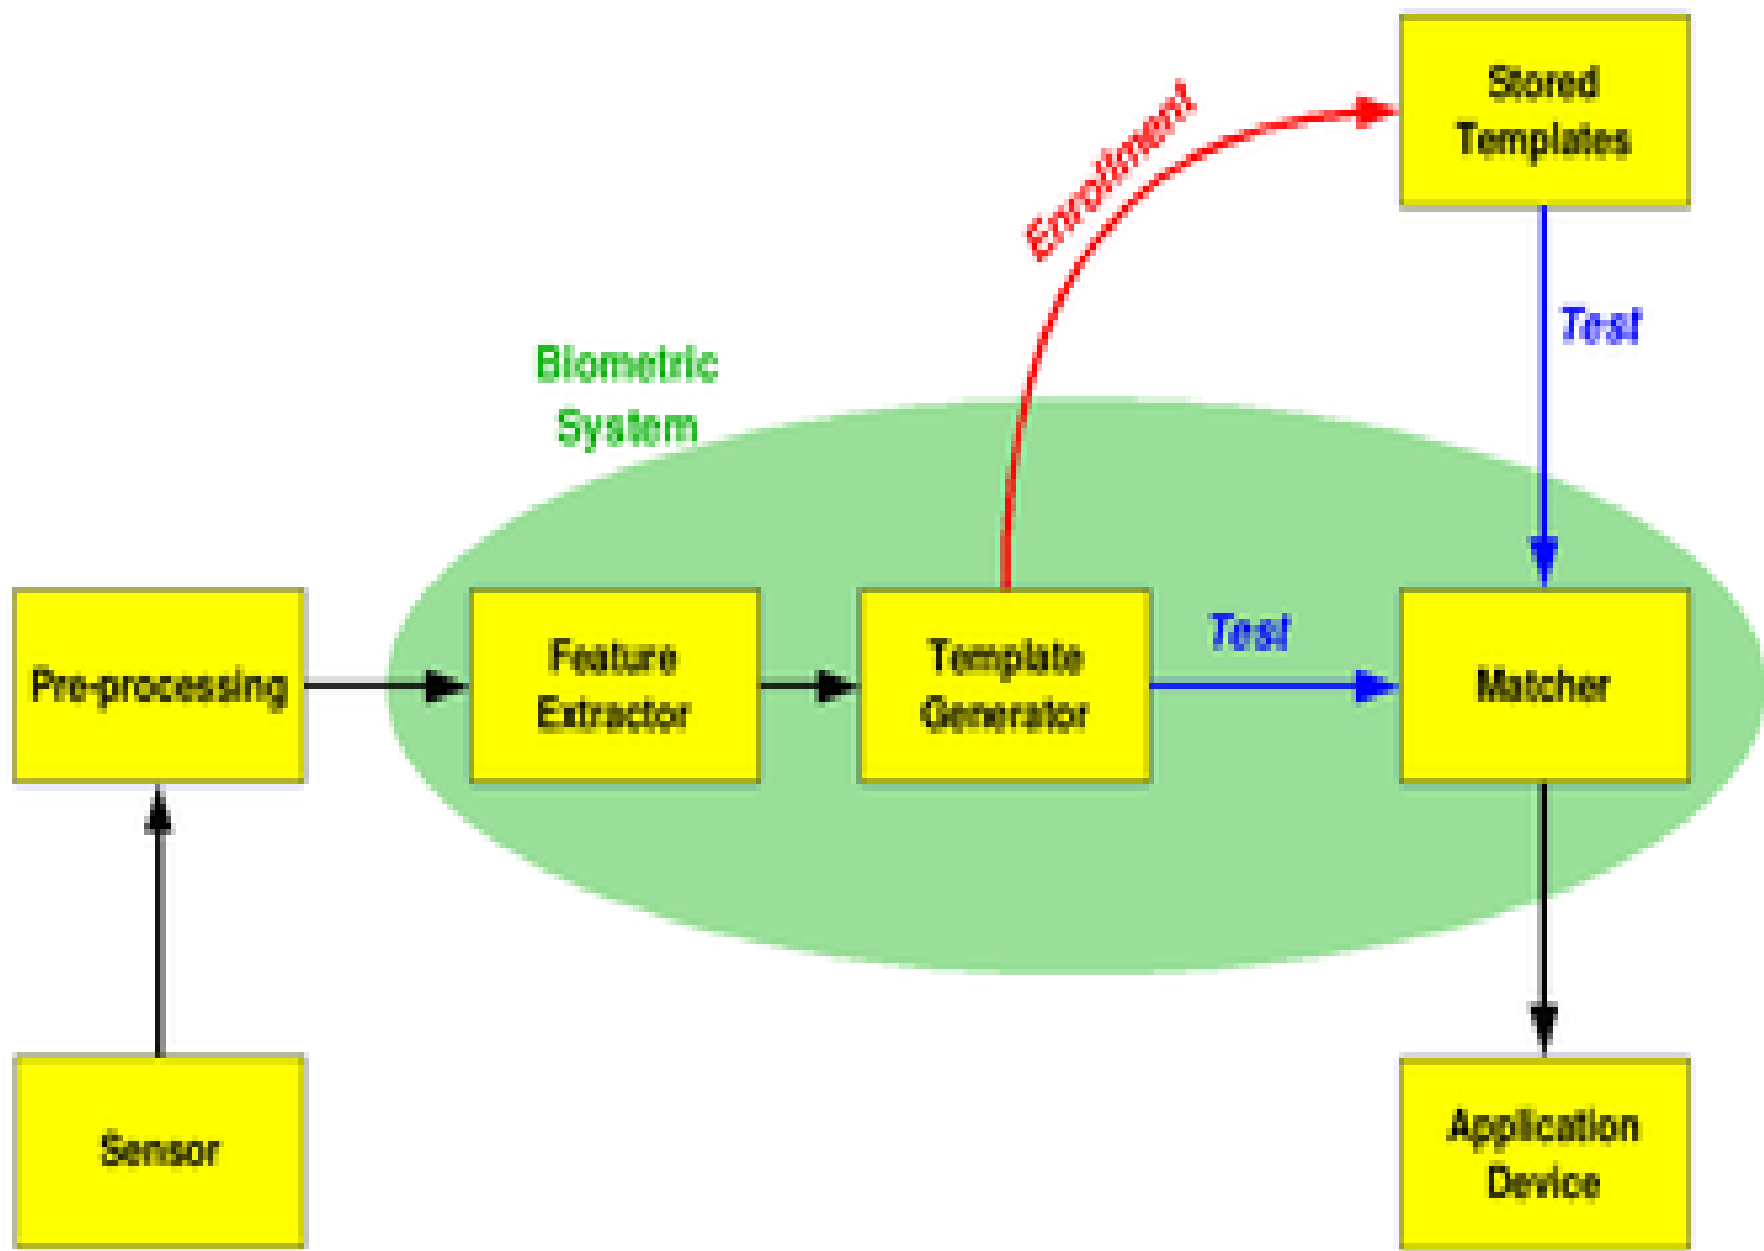 Stored
Templates
Enrollment
Test
Biometric
System
Pre-processing
Feature
Extractor
Template
Generator
Test
Matcher
Sensor
Application
Device